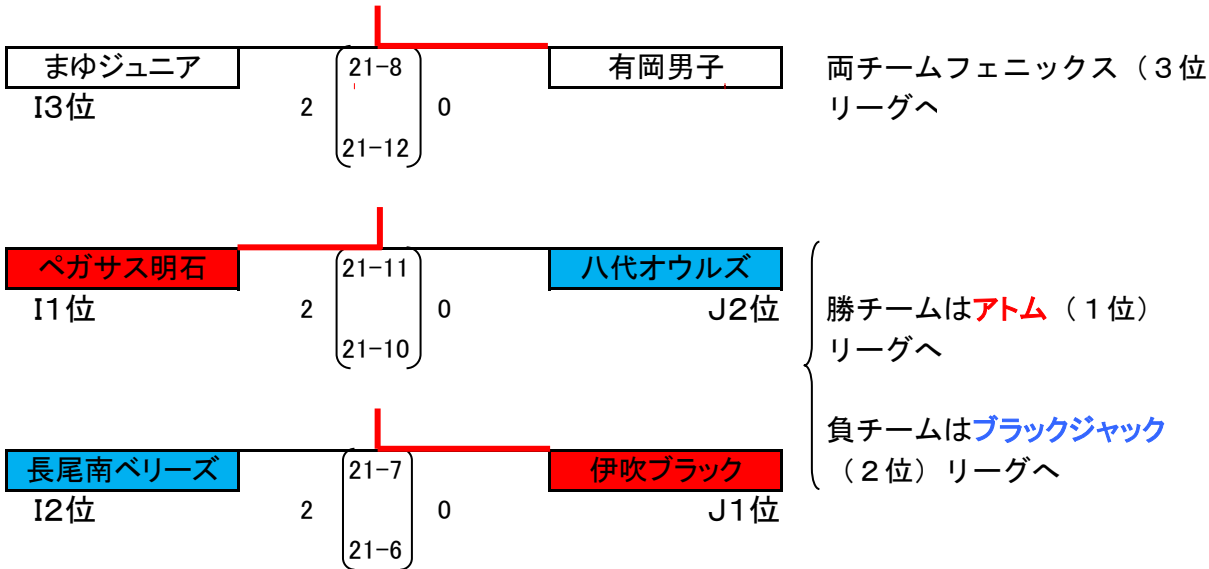 まゆジュニア
21-8
有岡男子
両チームフェニックス（３位
リーグへ
I3位
2
0
21-12
ペガサス明石
21-11
八代オウルズ
I1位
2
0
J2位
21-10
勝チームはアトム（１位）
リーグへ
負チームはブラックジャック
（２位）リーグへ
長尾南ベリーズ
21-7
伊吹ブラック
I2位
2
0
J1位
21-6